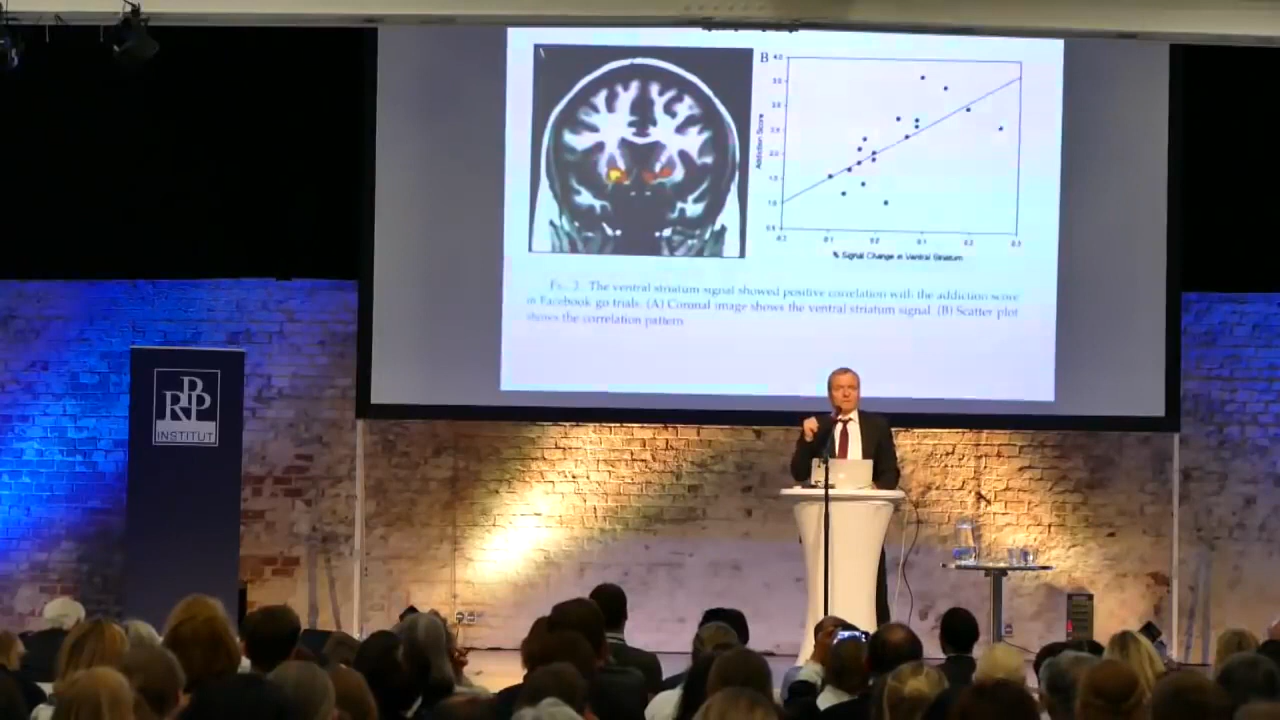 B
Addiction Score
% Signal Change in Ventral Striatum
The ventral striatum signal showed positive correlation with the addiction score
in Facebook go trials. (A) Coronal image shows the ventral striatum signal. (B) Scatter plot
shows the correlation pattern
RPP
INSTITUT